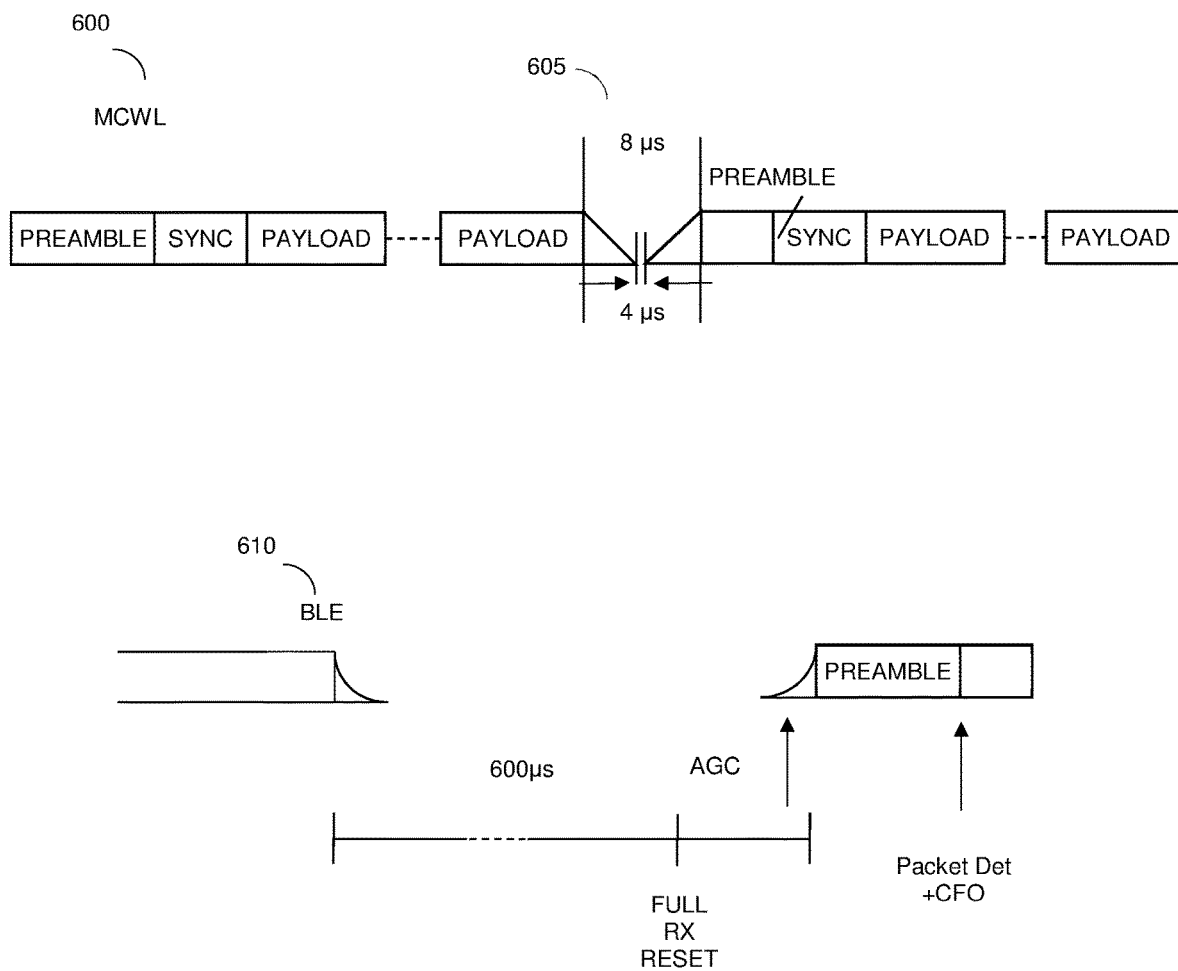 600
MCWL
605
8 µs
PREAMBLE
PREAMBLE SYNC PAYLOAD PAYLOAD SYNC PAYLOAD PAYLOAD
4 µs
610
BLE
PREAMBLE
600µs
AGC
Packet Det
+CFO
FULL
RX
RESET